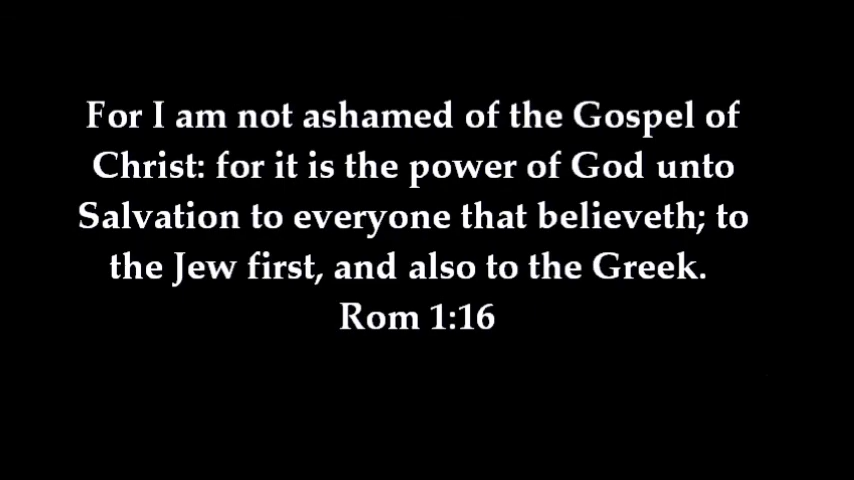 For I am not ashamed of the Gospel of
Christ: for it is the power of God unto
Salvation to everyone that believeth; to
the Jew first, and also to the Greek.
Rom 1:16